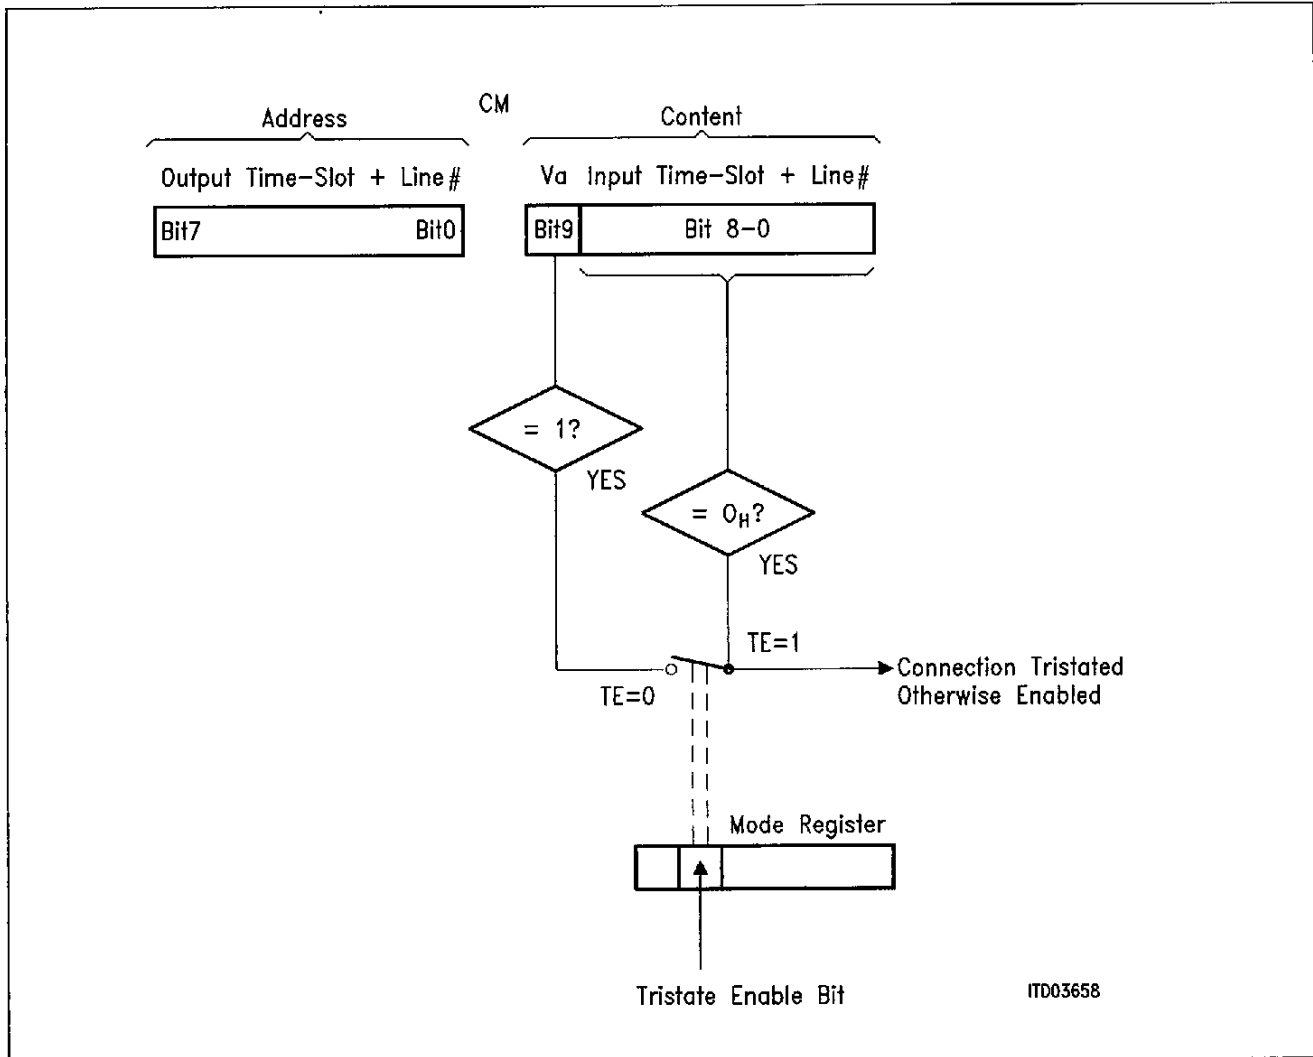 CM
Address
Content
Output Time-Slot + Line#
Va Input Time-Slot + Line#
Bit7 Bit0
Bit9 Bit 8-0
= 1?
YES
= 0H?
YES
TE=1
TE=0
Connection Tristated
Otherwise Enabled
Mode Register
Tristate Enable Bit
ITD03658